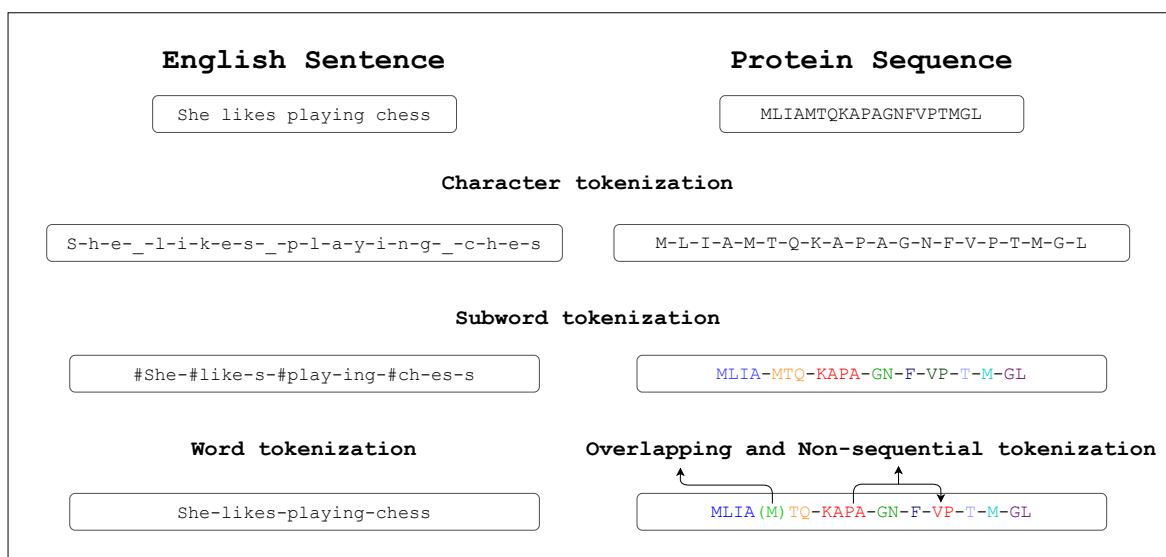 English Sentence
Protein Sequence
She likes playing chess
MLIAMTQKAPAGNFVPTMGL
Character tokenization
S-h-e-_-l-i-k-e-s-_-p-l-a-y-i-n-g-_-c-h-e-s
M-L-I-A-M-T-Q-K-A-P-A-G-N-F-V-P-T-M-G-L
Subword tokenization
#She-#like-s-#play-ing-#ch-es-s
MLIA-MTQ-KAPA-GN-F-VP-T-M-GL
Word tokenization
Overlapping and Non-sequential tokenization
She-likes-playing-chess
MLIA(M)TQ-KAPA-GN-F-VP-T-M-GL